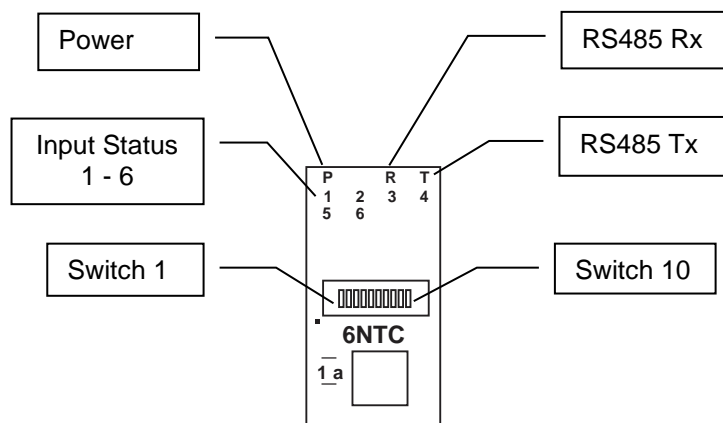 Power
RS485 Rx
Input Status
1 - 6
RS485 Tx
P R T
1 2 3 4
5 6
Switch 1
Switch 10
6NTC
1 a